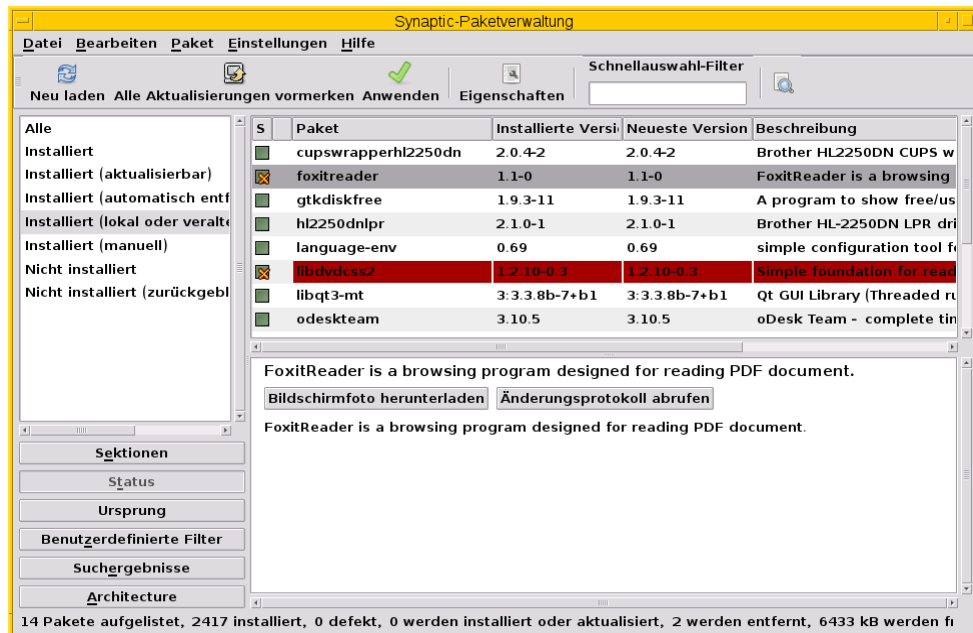 Synaptic-Paketverwaltung
Datei Bearbeiten Paket Einstellungen Hilfe
Neu laden Alle Aktualisierungen vormerken Anwenden Eigenschaften Schnellauswahl-Filter
Alle
Installiert
Installiert (aktualisierbar)
Installiert (automatisch entf
Installiert (lokal oder veralte
Installiert (manuell)
Nicht installiert
Nicht installiert (zurückgebl
Sektionen
Status
Ursprung
Benutzerdefinierte Filter
Suchergebnisse
Architecture
S Paket Installierte Versi Neueste Version Beschreibung
cupswrapperhl2250dn 2.0.4-2 2.0.4-2 Brother HL2250DN CUPS w
foxitreader 1.1-0 1.1-0 FoxitReader is a browsing
gtkdiskfree 1.9.3-11 1.9.3-11 A program to show free/us
hl2250dnlpr 2.1.0-1 2.1.0-1 Brother HL-2250DN LPR dri
language-env 0.69 0.69 simple configuration tool f
libdvdcss2 1.2.10-0.3 1.2.10-0.3 Simple foundation for read
libqt3-mt 3:3.3.8b-7+b1 3:3.3.8b-7+b1 Qt GUI Library (Threaded ru
odeskteam 3.10.5 3.10.5 oDesk Team - complete tin
FoxitReader is a browsing program designed for reading PDF document.
Bildschirmfoto herunterladen Änderungsprotokoll abrufen
FoxitReader is a browsing program designed for reading PDF document.
14 Pakete aufgelistet, 2417 installiert, 0 defekt, 0 werden installiert oder aktualisiert, 2 werden entfernt, 6433 kB werden fr